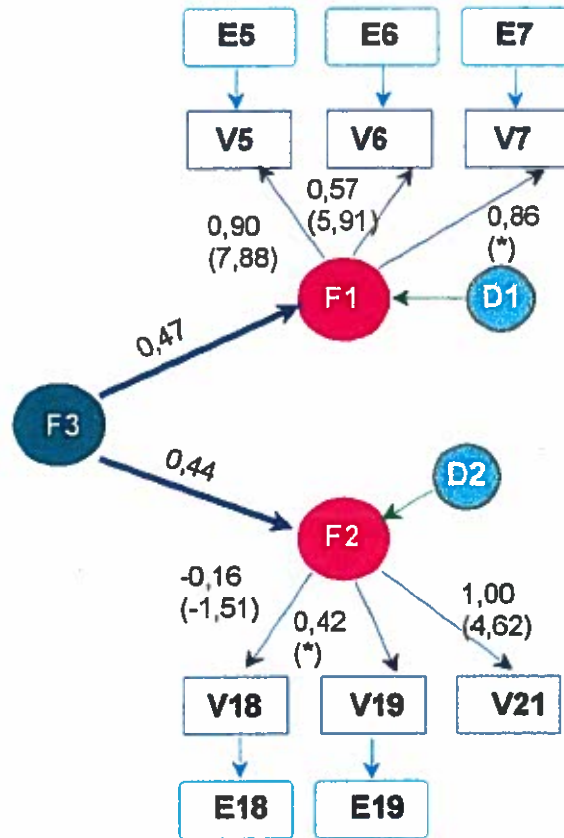 E5 E6 E7
V5 V6 V7
0,57
(5,91)
0,90
(7,88)
0,86
(*)
F1 D1
0,47
F3
0,44
D2
F2
-0,16
(-1,51)
0,42
(*)
1,00
(4,62)
V18 V19 V21
E18 E19